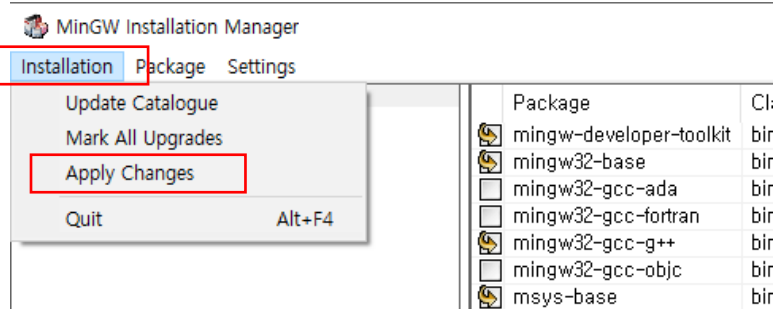 MinGW Installation Manager
Installation Package Settings
Update Catalogue
Mark All Upgrades
Apply Changes
Quit Alt+F4
Package
mingw-developer-toolkit
mingw32-base
mingw32-gcc-ada
mingw32-gcc-fortran
mingw32-gcc-g++
mingw32-gcc-objc
msys-base